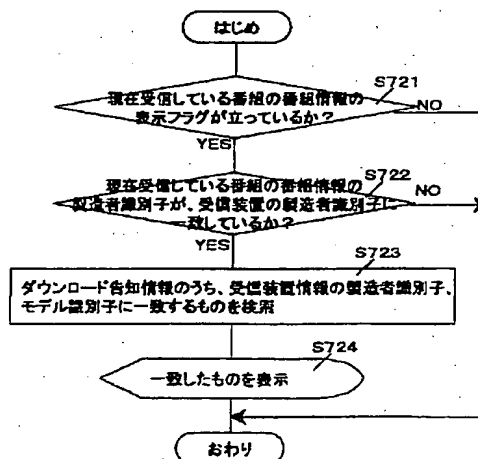 はじめ
S721
現在受信している番組の番組情報の
表示フラグが立っているか?
NO
YES
S722
現在受信している番組の番組情報の
製造者識別子が、受信装置の製造者識別子に
一致しているか?
NO
YES
S723
ダウンロード告知情報のうち、受信装置情報の製造者識別子、
モデル識別子に一致するものを検索
S724
一致したものを表示
おわり